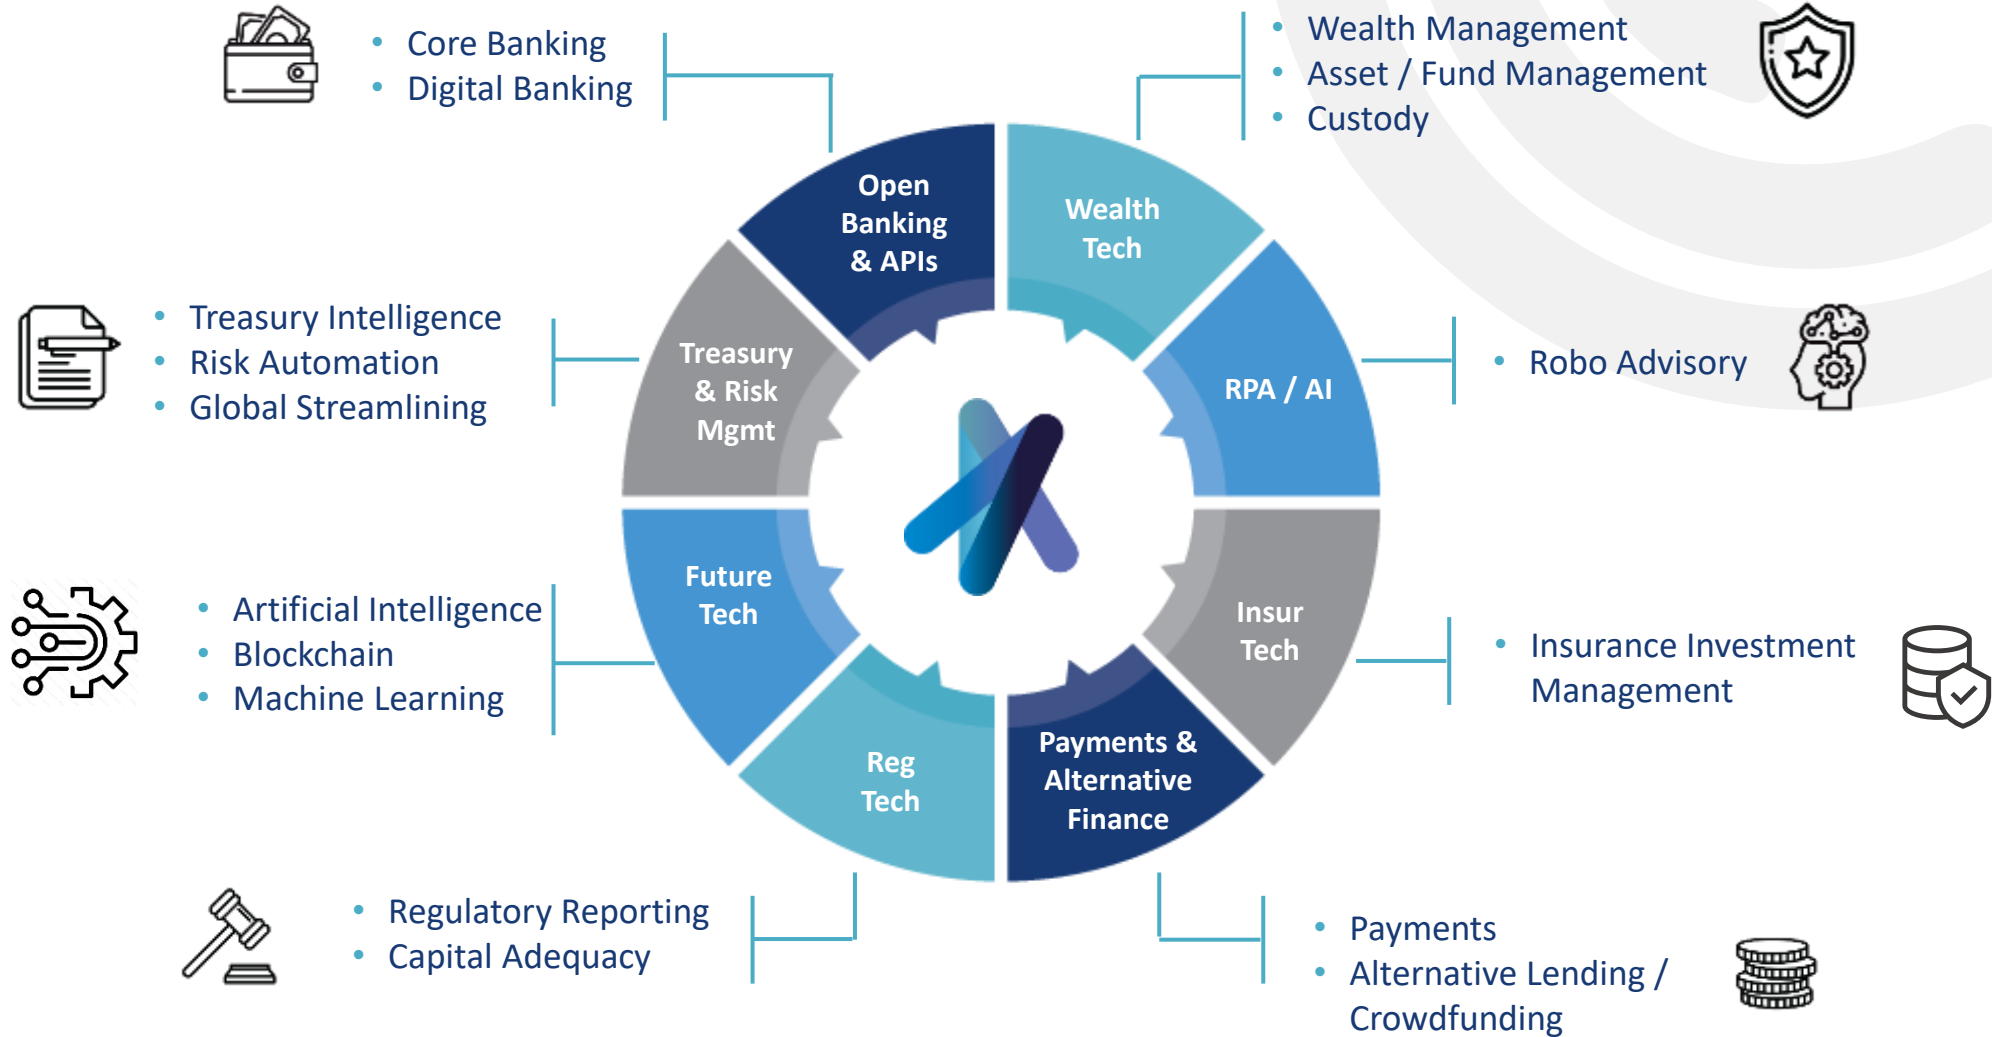 Core Banking
Digital Banking
Wealth Management
Asset / Fund Management
Custody
Open
Banking
& APIs
Wealth
Tech
Treasury Intelligence
Risk Automation
Global Streamlining
Treasury
& Risk
Mgmt
RPA / AI
Robo Advisory
Artificial Intelligence
Blockchain
Machine Learning
Future
Tech
Insur
Tech
Insurance Investment
Management
Reg
Tech
Payments &
Alternative
Finance
Regulatory Reporting
Capital Adequacy
Payments
Alternative Lending /
Crowdfunding